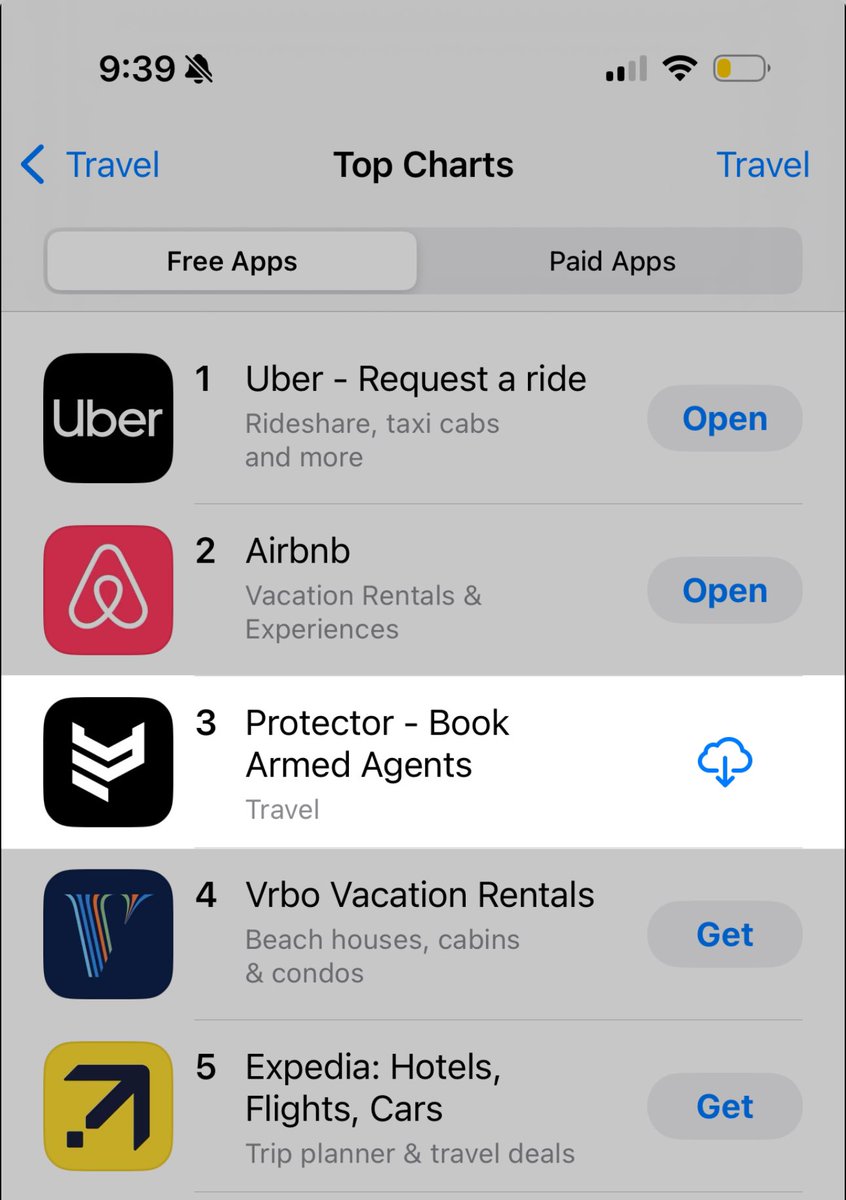 9:39
Travel
Top Charts
Travel
Free Apps
Paid Apps
Uber
1
Uber - Request a ride
Rideshare, taxi cabs
and more
Open
2
Airbnb
Vacation Rentals &
Experiences
Open
3
Protector - Book
Armed Agents
Travel
4
Vrbo Vacation Rentals
Beach houses, cabins
& condos
Get
5
Expedia: Hotels,
Flights, Cars
Trip planner & travel deals
Get